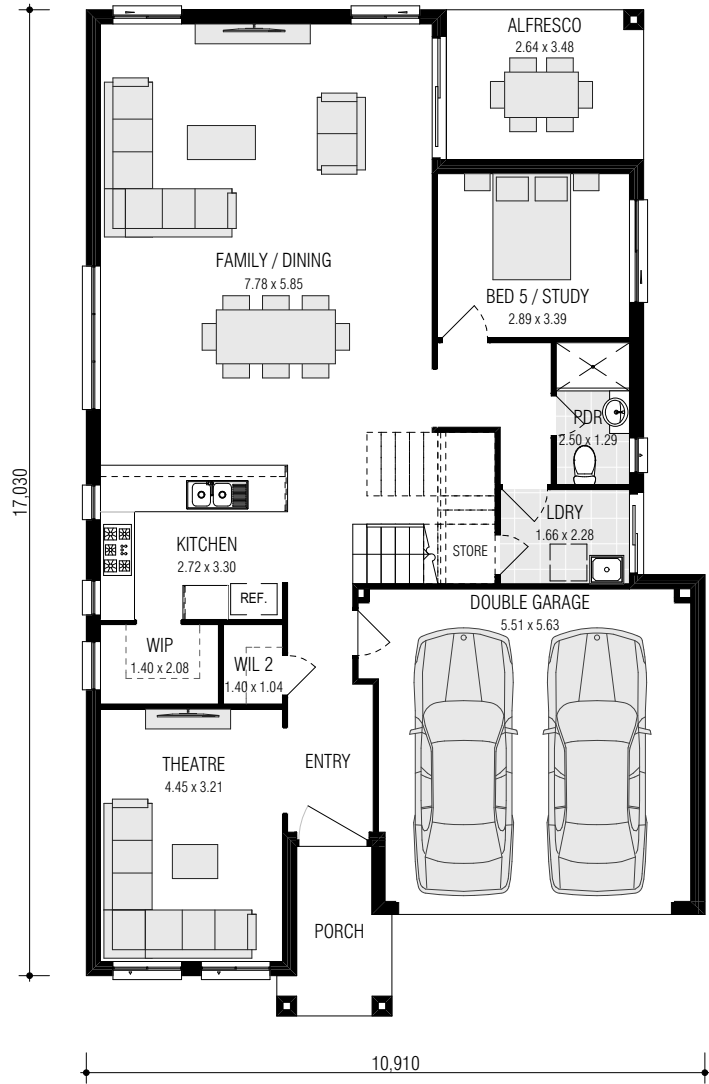 ALFRESCO
2.64 x 3.48
FAMILY / DINING
7.78 x 5.85
BED 5 / STUDY
2.89 x 3.39
PDR
2.50 x 1.29
17,030
KITCHEN
2.72 x 3.30
REF.
STORE
LDRY
1.66 x 2.28
DOUBLE GARAGE
5.51 x 5.63
WIP
1.40 x 2.08
WIL 2
1.40 x 1.04
THEATRE
4.45 x 3.21
ENTRY
PORCH
10,910